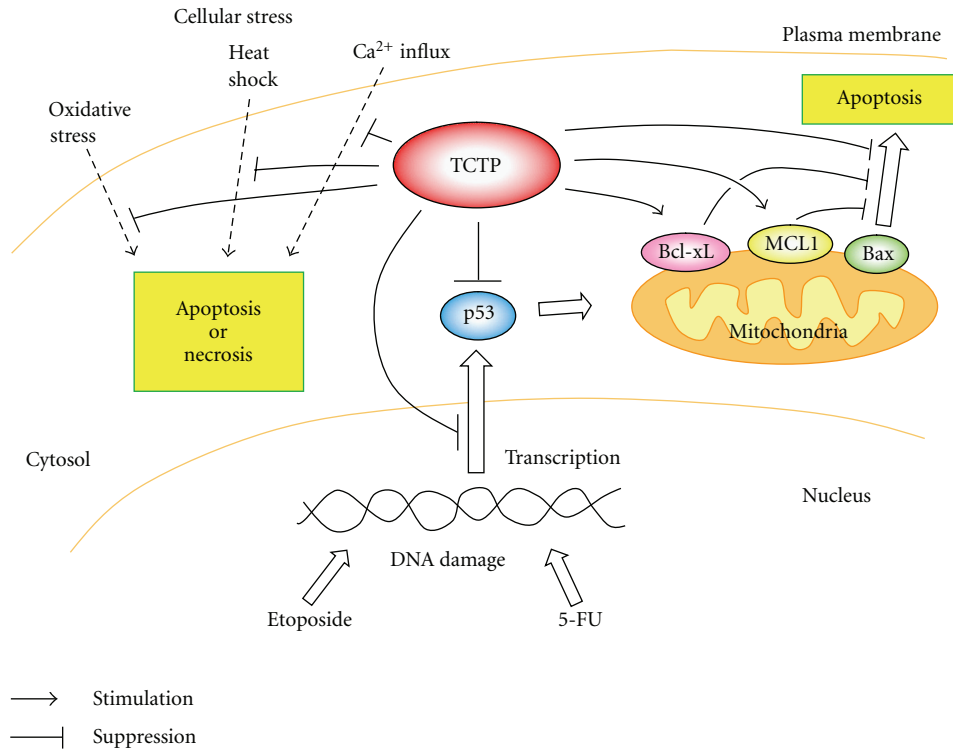 Cellular stress
Plasma membrane
Heat
shock
Ca²⁺ influx
Oxidative
stress
Apoptosis
TCTP
Bcl-xL
MCL1
Bax
Apoptosis
or
necrosis
p53
Mitochondria
Cytosol
Transcription
Nucleus
DNA damage
Etoposide
5-FU
Stimulation
Suppression